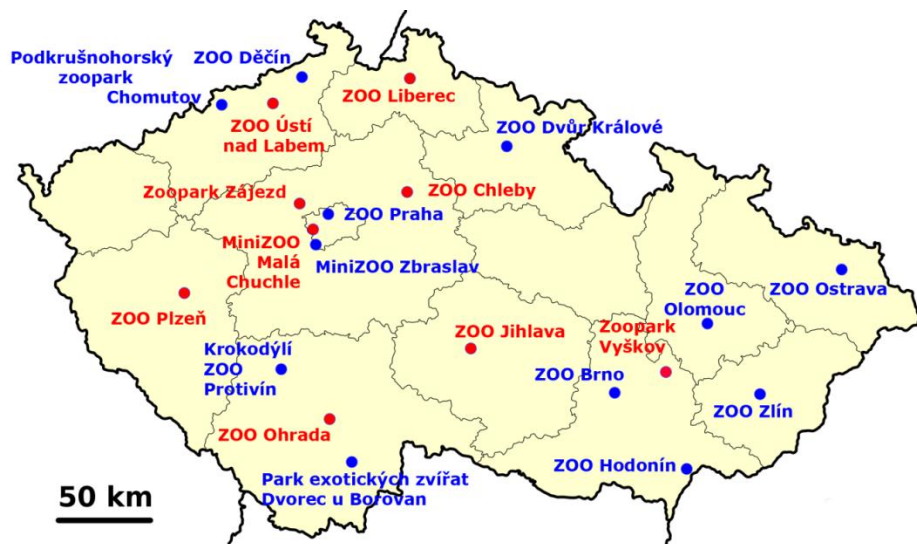 Podkrušnohorský
zoopark
Chomutov
ZOO Děčín
ZOO Liberec
ZOO Ústí
nad Labem
ZOO Dvůr Králové
Zoopark Zájezd
ZOO Chleby
ZOO Praha
MiniZOO
Malá
Chuchle
MiniZOO Zbraslav
ZOO Plzeň
ZOO Ostrava
ZOO
Olomouc
ZOO Jihlava
Zoopark
Vyškov
Krokodýlí
ZOO
Protivín
ZOO Brno
ZOO Zlín
ZOO Ohrada
ZOO Hodonín
Park exotických zvířat
Dvorec u Borovan
50 km